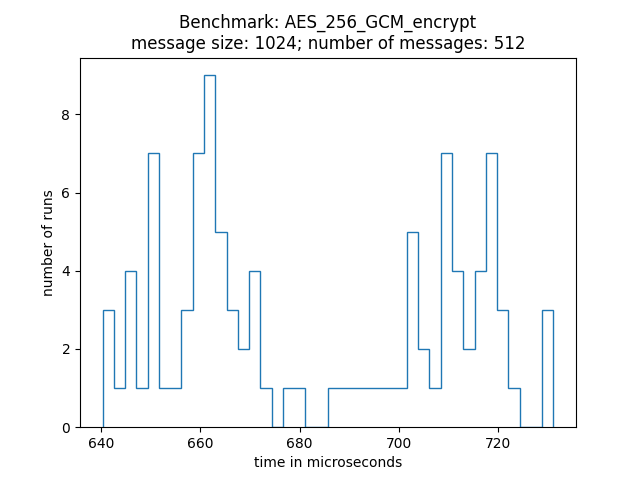 Benchmark: AES_256_GCM_encrypt
message size: 1024; number of messages: 512
number of runs
8
6
4
2
0
640 660 680 700 720
time in microseconds